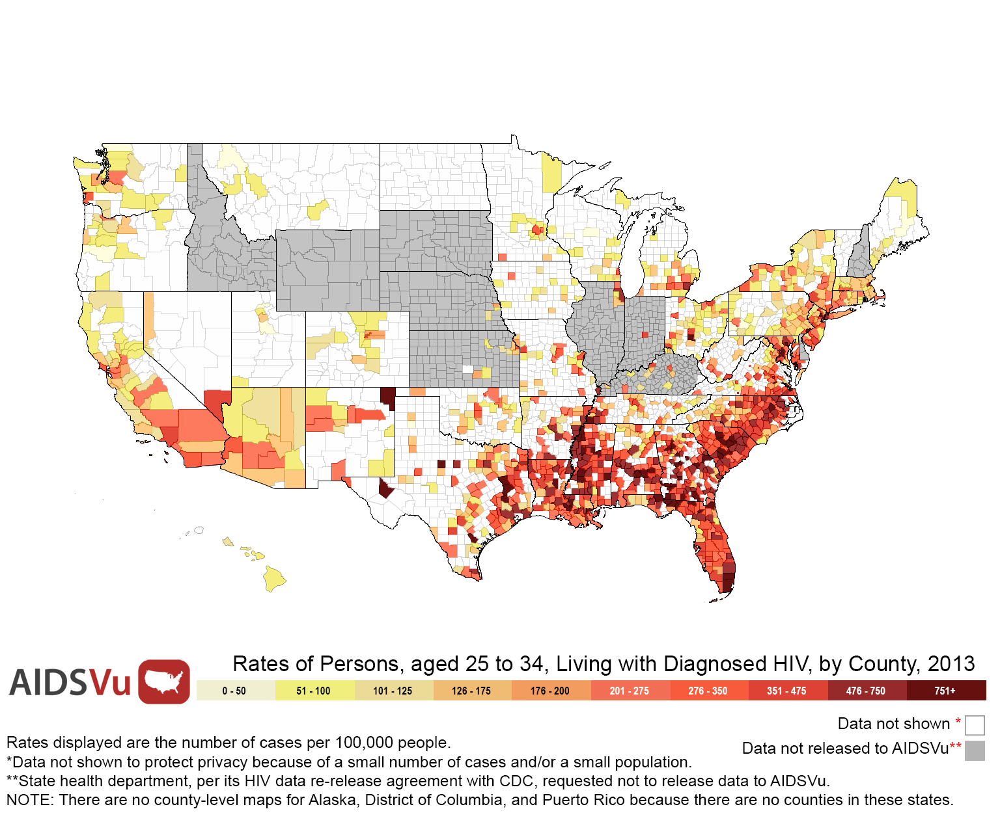 AIDSVu
Rates of Persons, aged 25 to 34, Living with Diagnosed HIV, by County, 2013
0 - 50 51 - 100 101 - 125 126 - 175 176 - 200 201 - 275 276 - 350 351 - 475 476 - 750 751+
Data not shown *
Data not released to AIDSVu**
Rates displayed are the number of cases per 100,000 people.
*Data not shown to protect privacy because of a small number of cases and/or a small population.
**State health department, per its HIV data re-release agreement with CDC, requested not to release data to AIDSVu.
NOTE: There are no county-level maps for Alaska, District of Columbia, and Puerto Rico because there are no counties in these states.